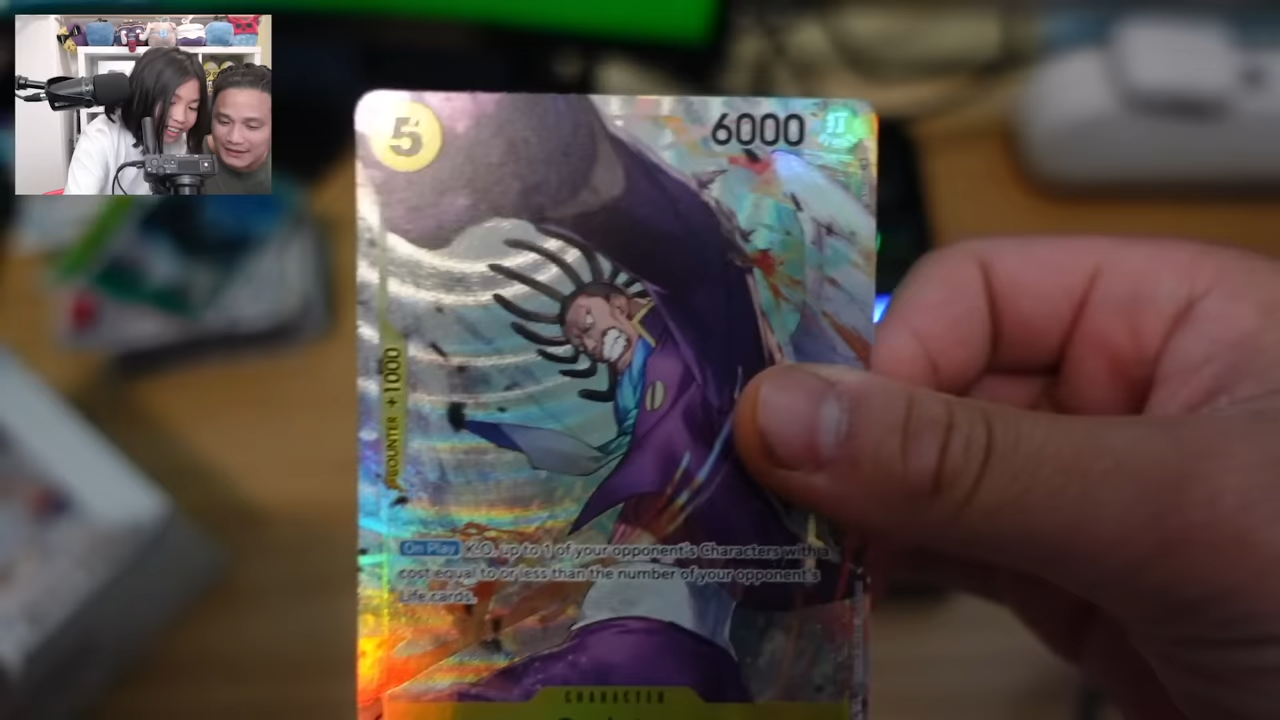 5
6000
打
COUNTER +1000
On Play K.O. up to 1 of your opponent's Characters with a
cost equal to or less than the number of your opponent's
Life cards.
CHARACTER